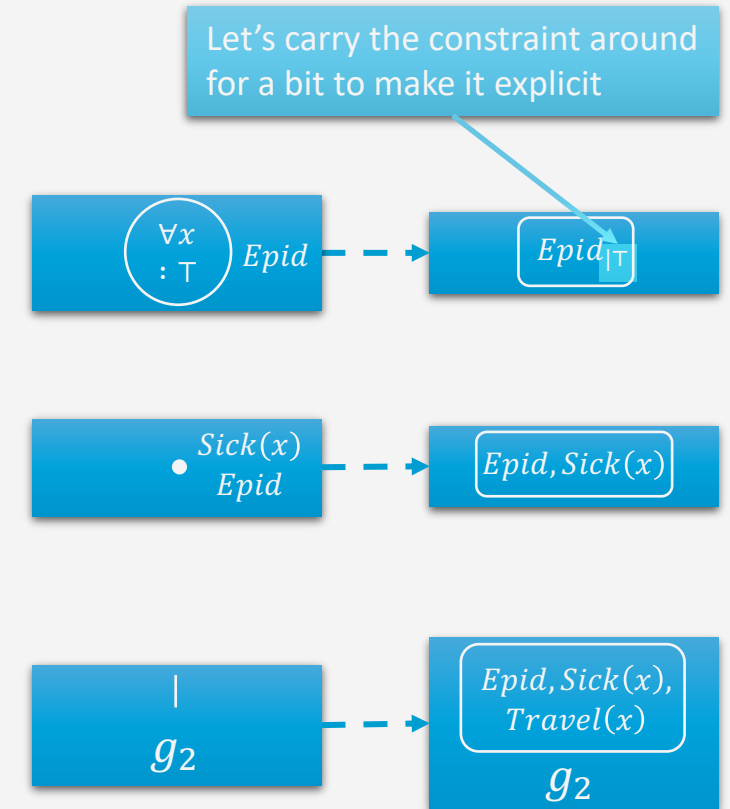 Let’s carry the constraint around
for a bit to make it explicit
∀x
: ⊤
Epid
Epid|⊤
Sick(x)
Epid
Epid, Sick(x)
|
g₂
Epid, Sick(x),
Travel(x)
g₂